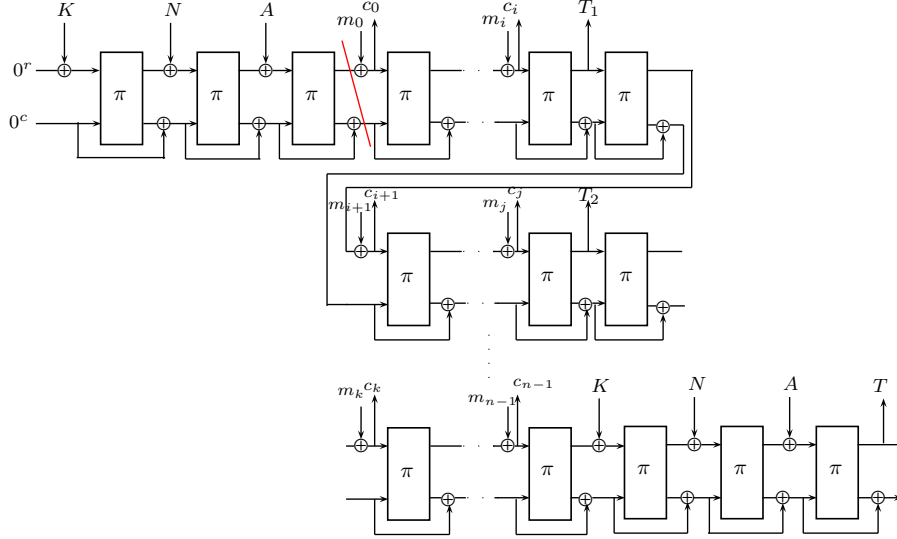 K N A m₀ c₀ mᵢ cᵢ T₁
0ʳ π π π π π π
0ᶜ
mᵢ₊₁ cᵢ₊₁ mⱼ cⱼ T₂
π π π
mₖ cₖ mₙ₋₁ cₙ₋₁ K N A T
π π π π π